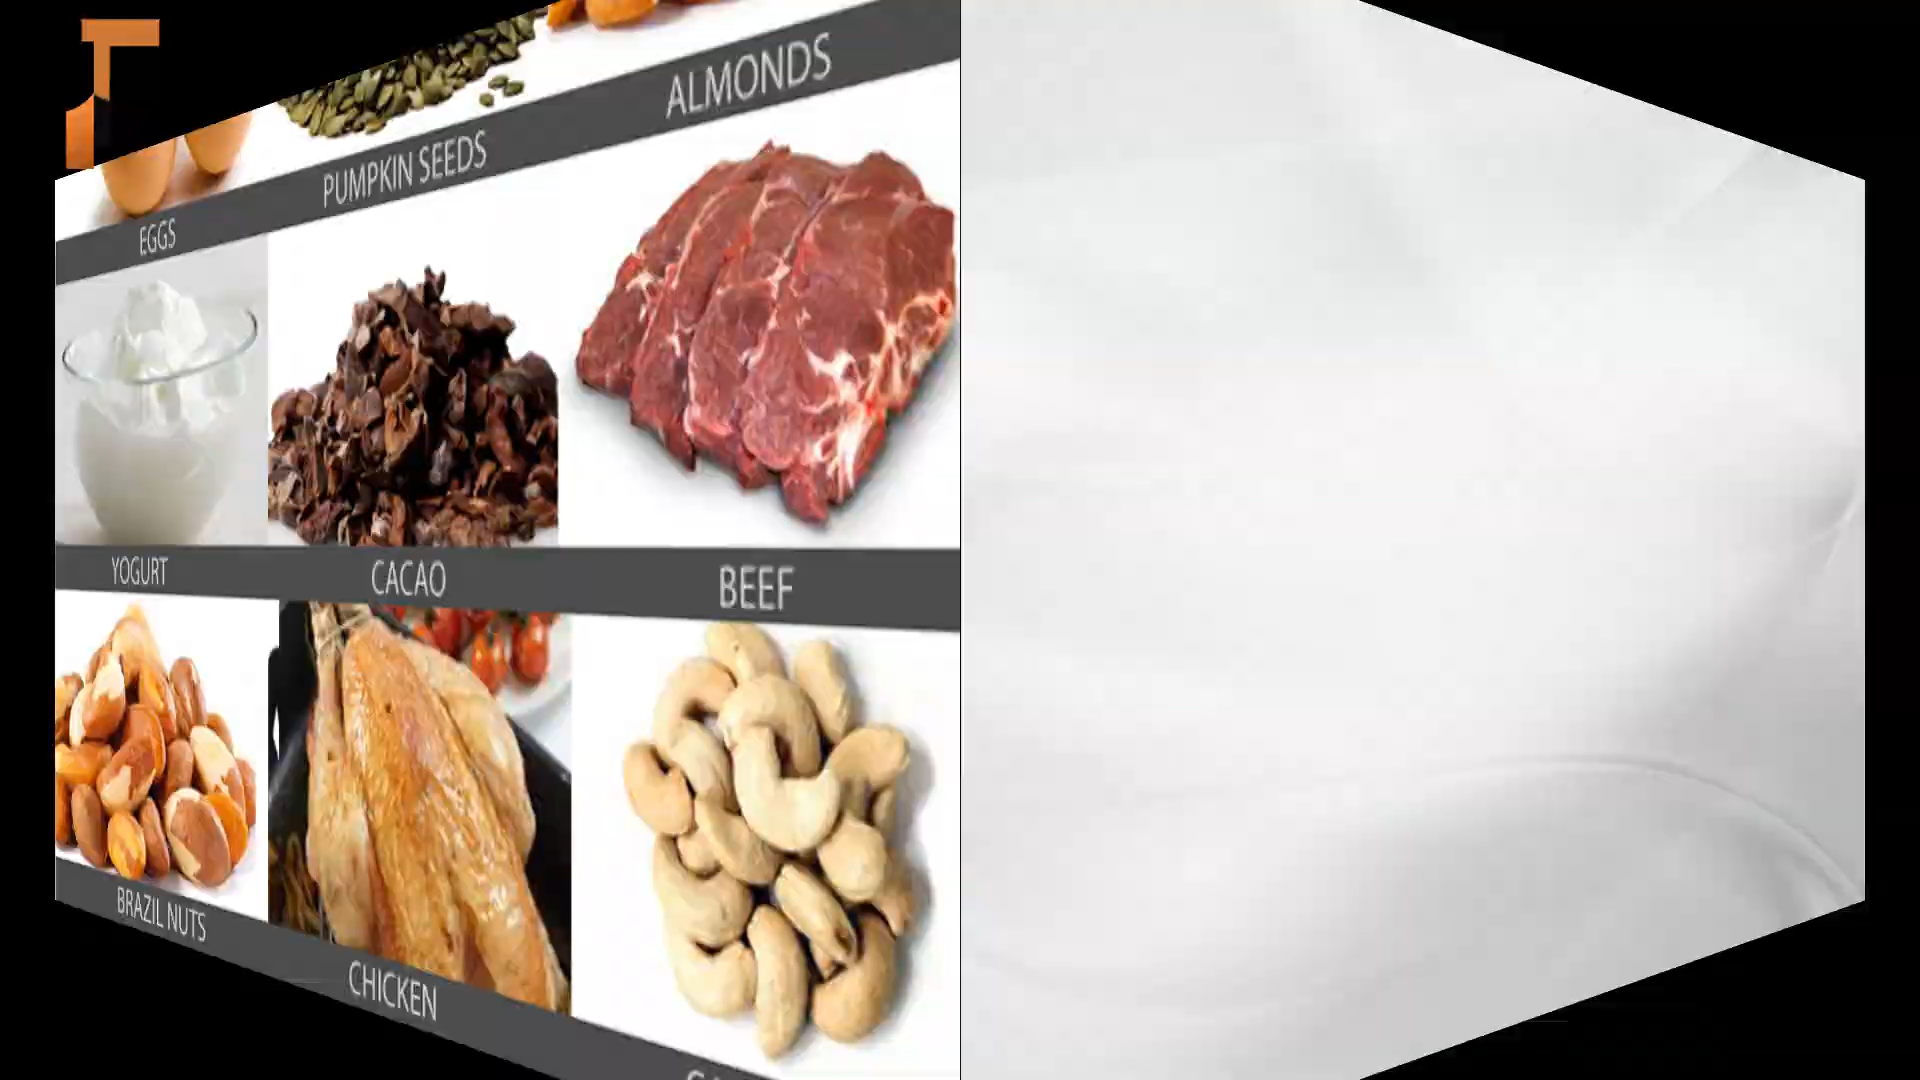 ALMONDS
PUMPKIN SEEDS
EGGS
YOGURT
CACAO
BEEF
BRAZIL NUTS
CHICKEN